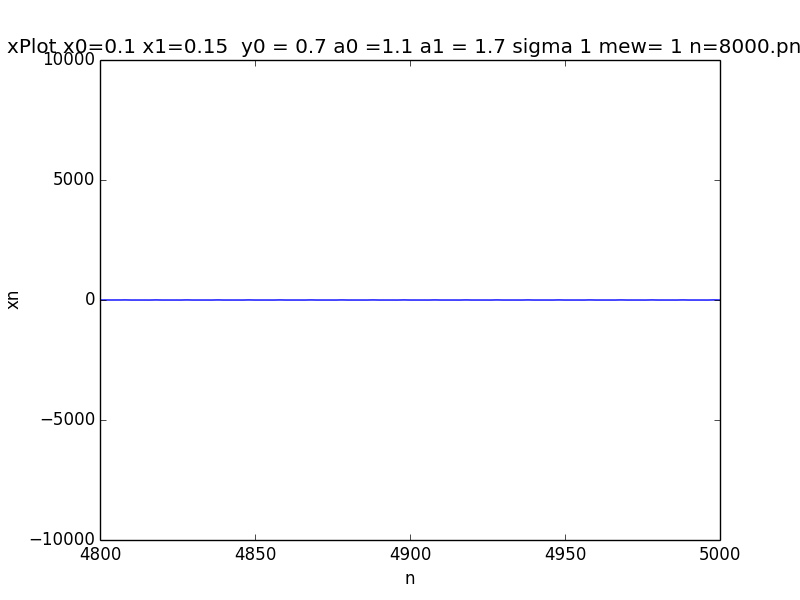 xPlot x0=0.1 x1=0.15  y0 = 0.7 a0 =1.1 a1 = 1.7 sigma 1 mew= 1 n=8000.pn
10000
5000
0
−5000
−10000
xn
4800 4850 4900 4950 5000
n